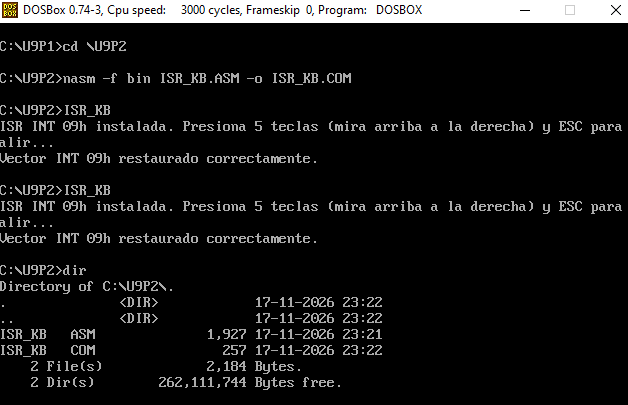 DOSBox 0.74-3, Cpu speed: 3000 cycles, Frameskip 0, Program: DOSBOX
C:\U9P1>cd \U9P2
C:\U9P2>nasm -f bin ISR_KB.ASM -o ISR_KB.COM
C:\U9P2>ISR_KB
ISR INT 09h instalada. Presiona 5 teclas (mira arriba a la derecha) y ESC para
alir...
Vector INT 09h restaurado correctamente.
C:\U9P2>ISR_KB
ISR INT 09h instalada. Presiona 5 teclas (mira arriba a la derecha) y ESC para
alir...
Vector INT 09h restaurado correctamente.
C:\U9P2>dir
Directory of C:\U9P2\.
. <DIR> 17-11-2026 23:22
.. <DIR> 17-11-2026 23:22
ISR_KB ASM 1,927 17-11-2026 23:21
ISR_KB COM 257 17-11-2026 23:22
2 File(s) 2,184 Bytes.
2 Dir(s) 262,111,744 Bytes free.